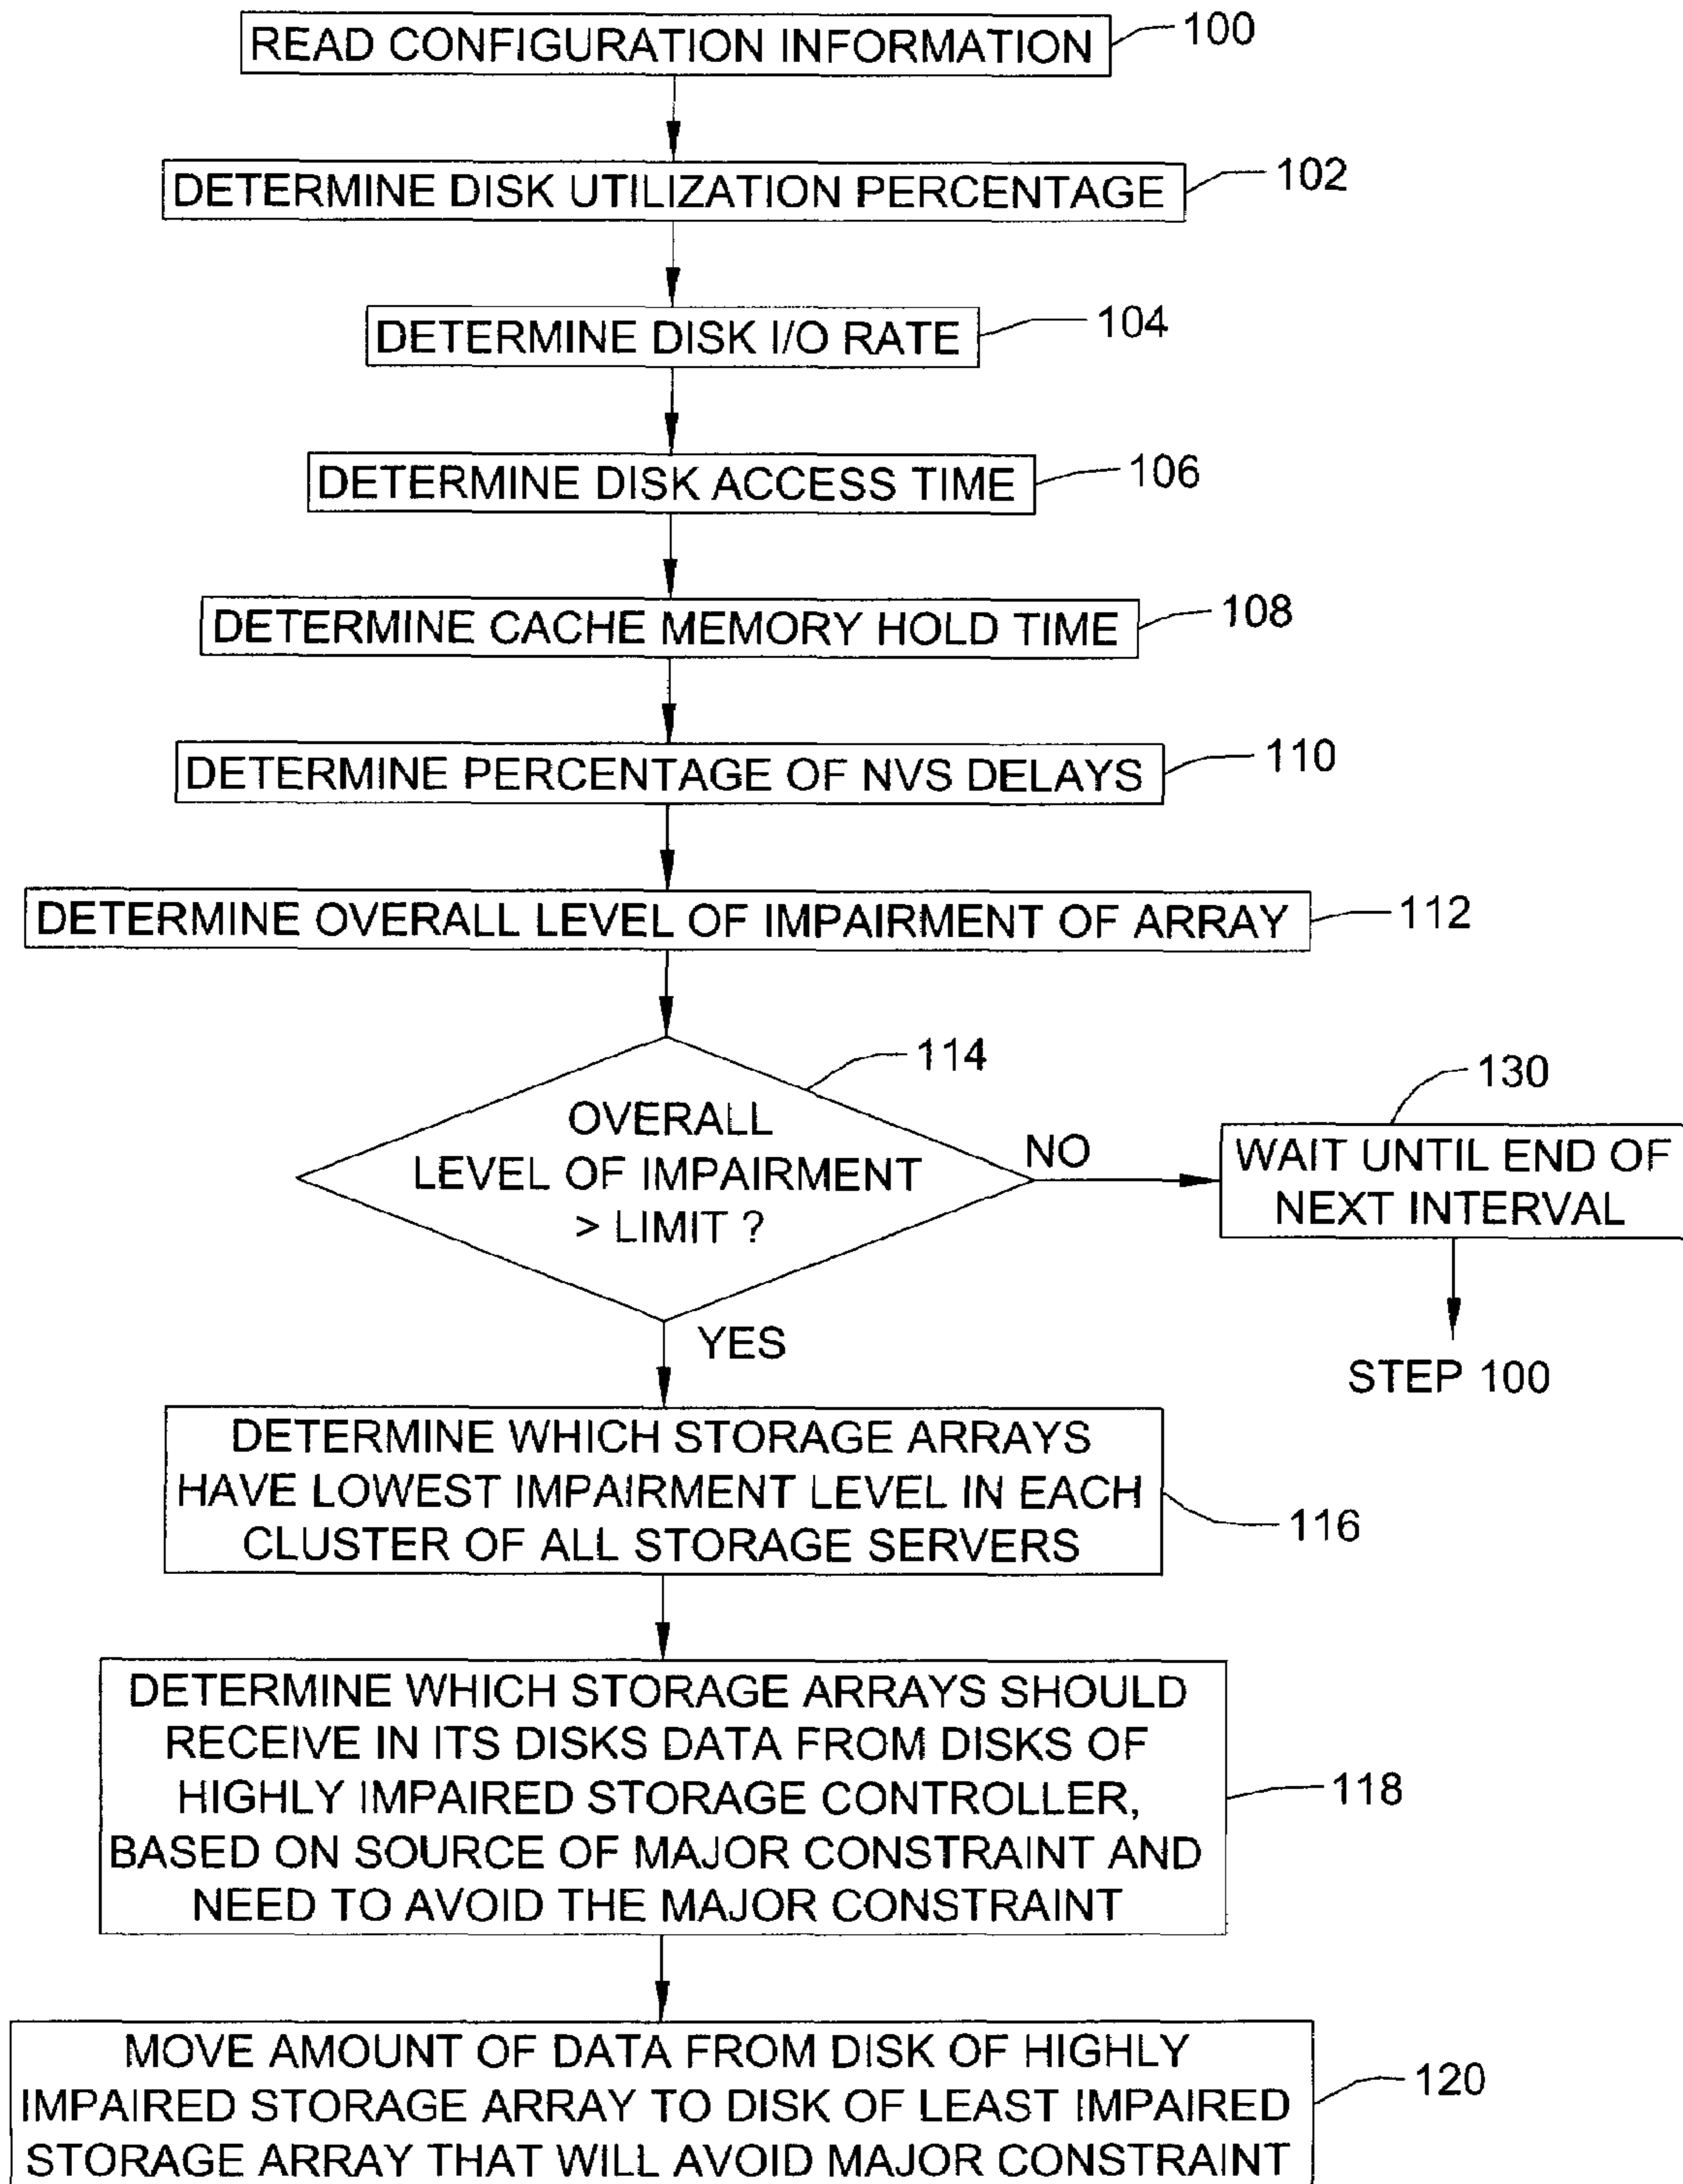 READ CONFIGURATION INFORMATION
100
DETERMINE DISK UTILIZATION PERCENTAGE
102
DETERMINE DISK I/O RATE
104
DETERMINE DISK ACCESS TIME
106
DETERMINE CACHE MEMORY HOLD TIME
108
DETERMINE PERCENTAGE OF NVS DELAYS
110
DETERMINE OVERALL LEVEL OF IMPAIRMENT OF ARRAY
112
114
OVERALL
LEVEL OF IMPAIRMENT
> LIMIT ?
NO
130
WAIT UNTIL END OF
NEXT INTERVAL
STEP 100
YES
DETERMINE WHICH STORAGE ARRAYS
HAVE LOWEST IMPAIRMENT LEVEL IN EACH
CLUSTER OF ALL STORAGE SERVERS
116
DETERMINE WHICH STORAGE ARRAYS SHOULD
RECEIVE IN ITS DISKS DATA FROM DISKS OF
HIGHLY IMPAIRED STORAGE CONTROLLER,
BASED ON SOURCE OF MAJOR CONSTRAINT AND
NEED TO AVOID THE MAJOR CONSTRAINT
118
MOVE AMOUNT OF DATA FROM DISK OF HIGHLY
IMPAIRED STORAGE ARRAY TO DISK OF LEAST IMPAIRED
STORAGE ARRAY THAT WILL AVOID MAJOR CONSTRAINT
120